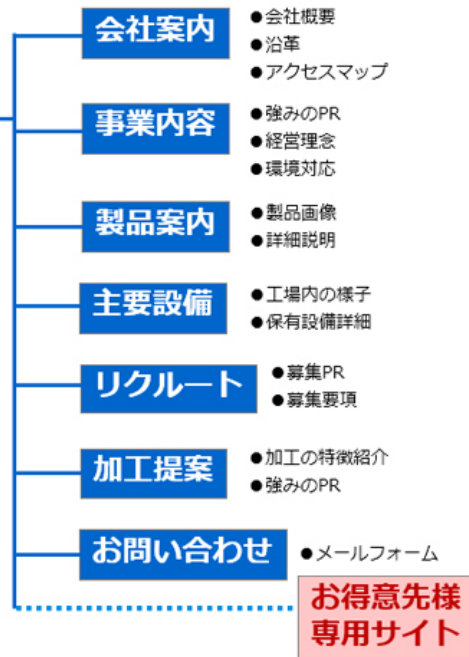 会社案内
●会社概要
●沿革
●アクセスマップ
事業内容
●強みのPR
●経営理念
●環境対応
製品案内
●製品画像
●詳細説明
主要設備
●工場内の様子
●保有設備詳細
リクルート
●募集PR
●募集要項
加工提案
●加工の特徴紹介
●強みのPR
お問い合わせ
●メールフォーム
お得意先様
専用サイト